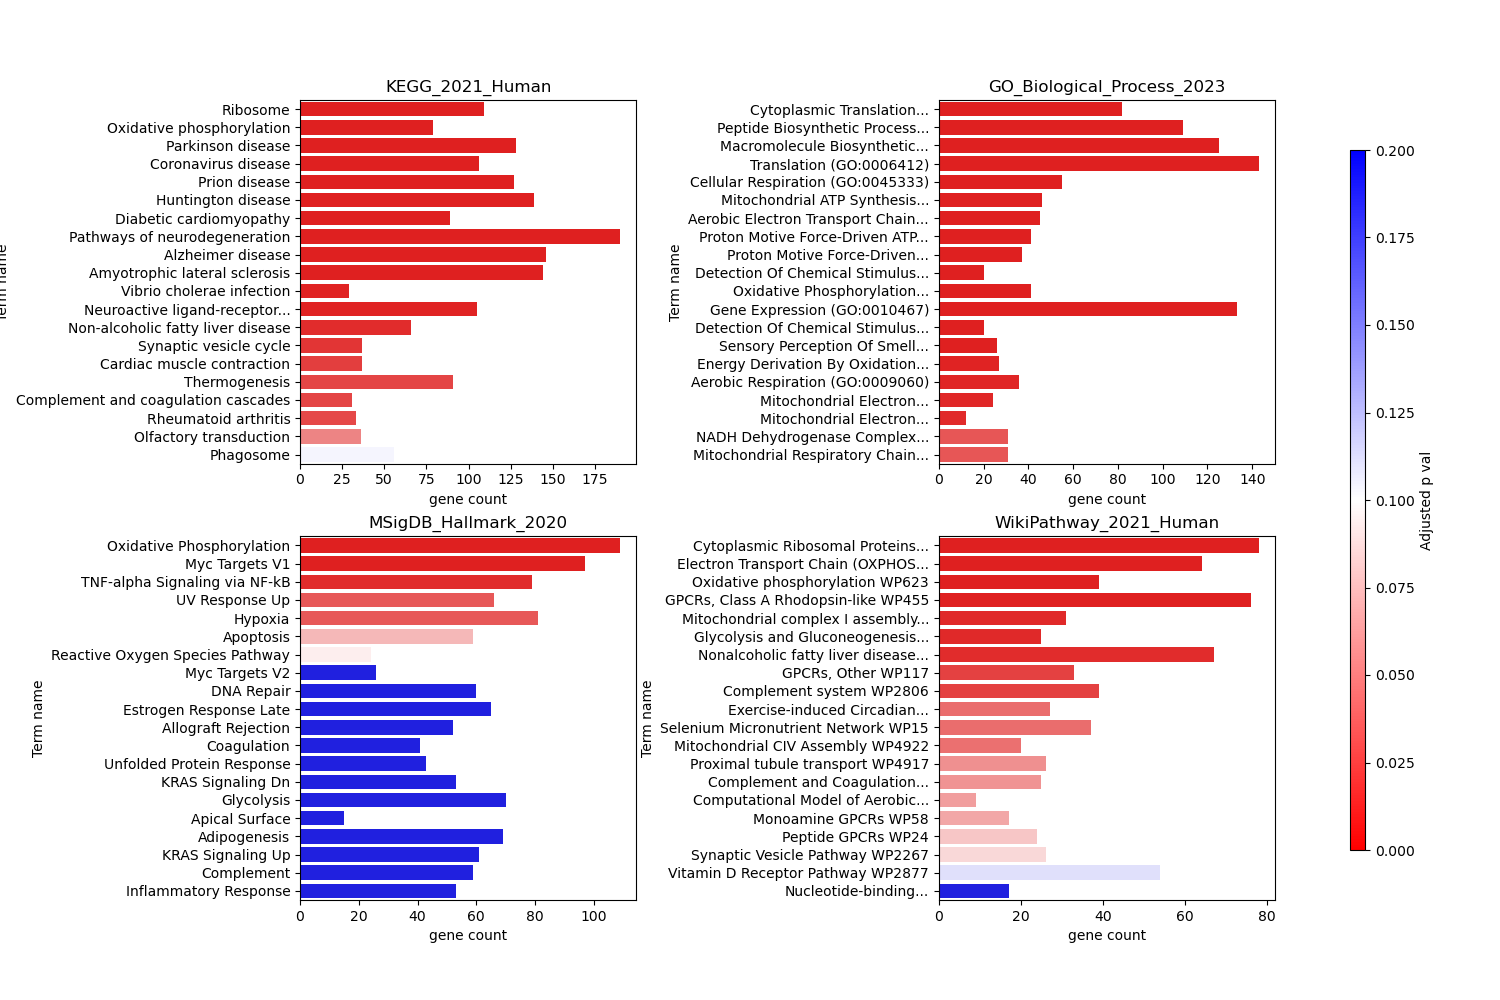 KEGG_2021_Human
Ribosome
Oxidative phosphorylation
Parkinson disease
Coronavirus disease
Prion disease
Huntington disease
Diabetic cardiomyopathy
Pathways of neurodegeneration
Alzheimer disease
Amyotrophic lateral sclerosis
Vibrio cholerae infection
Neuroactive ligand-receptor...
Non-alcoholic fatty liver disease
Synaptic vesicle cycle
Cardiac muscle contraction
Thermogenesis
Complement and coagulation cascades
Rheumatoid arthritis
Olfactory transduction
Phagosome
Term name
0 25 50 75 100 125 150 175
gene count
GO_Biological_Process_2023
Cytoplasmic Translation...
Peptide Biosynthetic Process...
Macromolecule Biosynthetic...
Translation (GO:0006412)
Cellular Respiration (GO:0045333)
Mitochondrial ATP Synthesis...
Aerobic Electron Transport Chain...
Proton Motive Force-Driven ATP...
Proton Motive Force-Driven...
Detection Of Chemical Stimulus...
Oxidative Phosphorylation...
Gene Expression (GO:0010467)
Detection Of Chemical Stimulus...
Sensory Perception Of Smell...
Energy Derivation By Oxidation...
Aerobic Respiration (GO:0009060)
Mitochondrial Electron...
Mitochondrial Electron...
NADH Dehydrogenase Complex...
Mitochondrial Respiratory Chain...
Term name
0 20 40 60 80 100 120 140
gene count
MSigDB_Hallmark_2020
Oxidative Phosphorylation
Myc Targets V1
TNF-alpha Signaling via NF-kB
UV Response Up
Hypoxia
Apoptosis
Reactive Oxygen Species Pathway
Myc Targets V2
DNA Repair
Estrogen Response Late
Allograft Rejection
Coagulation
Unfolded Protein Response
KRAS Signaling Dn
Glycolysis
Apical Surface
Adipogenesis
KRAS Signaling Up
Complement
Inflammatory Response
Term name
0 20 40 60 80 100
gene count
WikiPathway_2021_Human
Cytoplasmic Ribosomal Proteins...
Electron Transport Chain (OXPHOS...
Oxidative phosphorylation WP623
GPCRs, Class A Rhodopsin-like WP455
Mitochondrial complex I assembly...
Glycolysis and Gluconeogenesis...
Nonalcoholic fatty liver disease...
GPCRs, Other WP117
Complement system WP2806
Exercise-induced Circadian...
Selenium Micronutrient Network WP15
Mitochondrial CIV Assembly WP4922
Proximal tubule transport WP4917
Complement and Coagulation...
Computational Model of Aerobic...
Monoamine GPCRs WP58
Peptide GPCRs WP24
Synaptic Vesicle Pathway WP2267
Vitamin D Receptor Pathway WP2877
Nucleotide-binding...
Term name
0 20 40 60 80
gene count
0.200
0.175
0.150
0.125
0.100
0.075
0.050
0.025
0.000
Adjusted p val